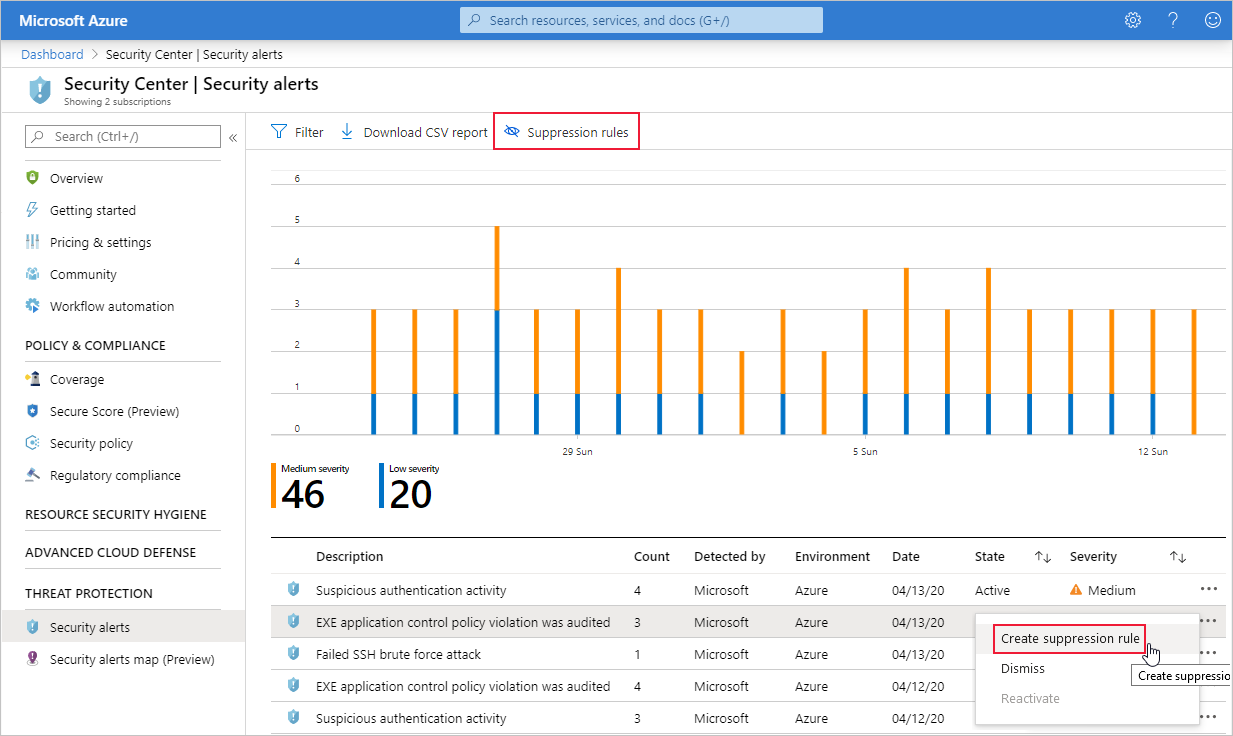 Microsoft Azure
Search resources, services, and docs (G+/)
Dashboard > Security Center | Security alerts
Security Center | Security alerts
Showing 2 subscriptions
Search (Ctrl+/)
«
Overview
Getting started
Pricing & settings
Community
Workflow automation
POLICY & COMPLIANCE
Coverage
Secure Score (Preview)
Security policy
Regulatory compliance
RESOURCE SECURITY HYGIENE
ADVANCED CLOUD DEFENSE
THREAT PROTECTION
Security alerts
Security alerts map (Preview)
Filter
Download CSV report
Suppression rules
6
5
4
3
2
1
0
29 Sun
5 Sun
12 Sun
Medium severity
46
Low severity
20
Description Count Detected by Environment Date State ↑↓ Severity ↑↓
Suspicious authentication activity 4 Microsoft Azure 04/13/20 Active Medium ...
EXE application control policy violation was audited 3 Microsoft Azure 04/13/20 ...
Failed SSH brute force attack 1 Microsoft Azure 04/13/20 ...
EXE application control policy violation was audited 4 Microsoft Azure 04/12/20
Suspicious authentication activity 3 Microsoft Azure 04/12/20 ...
Create suppression rule
Dismiss
Reactivate
Create suppressio